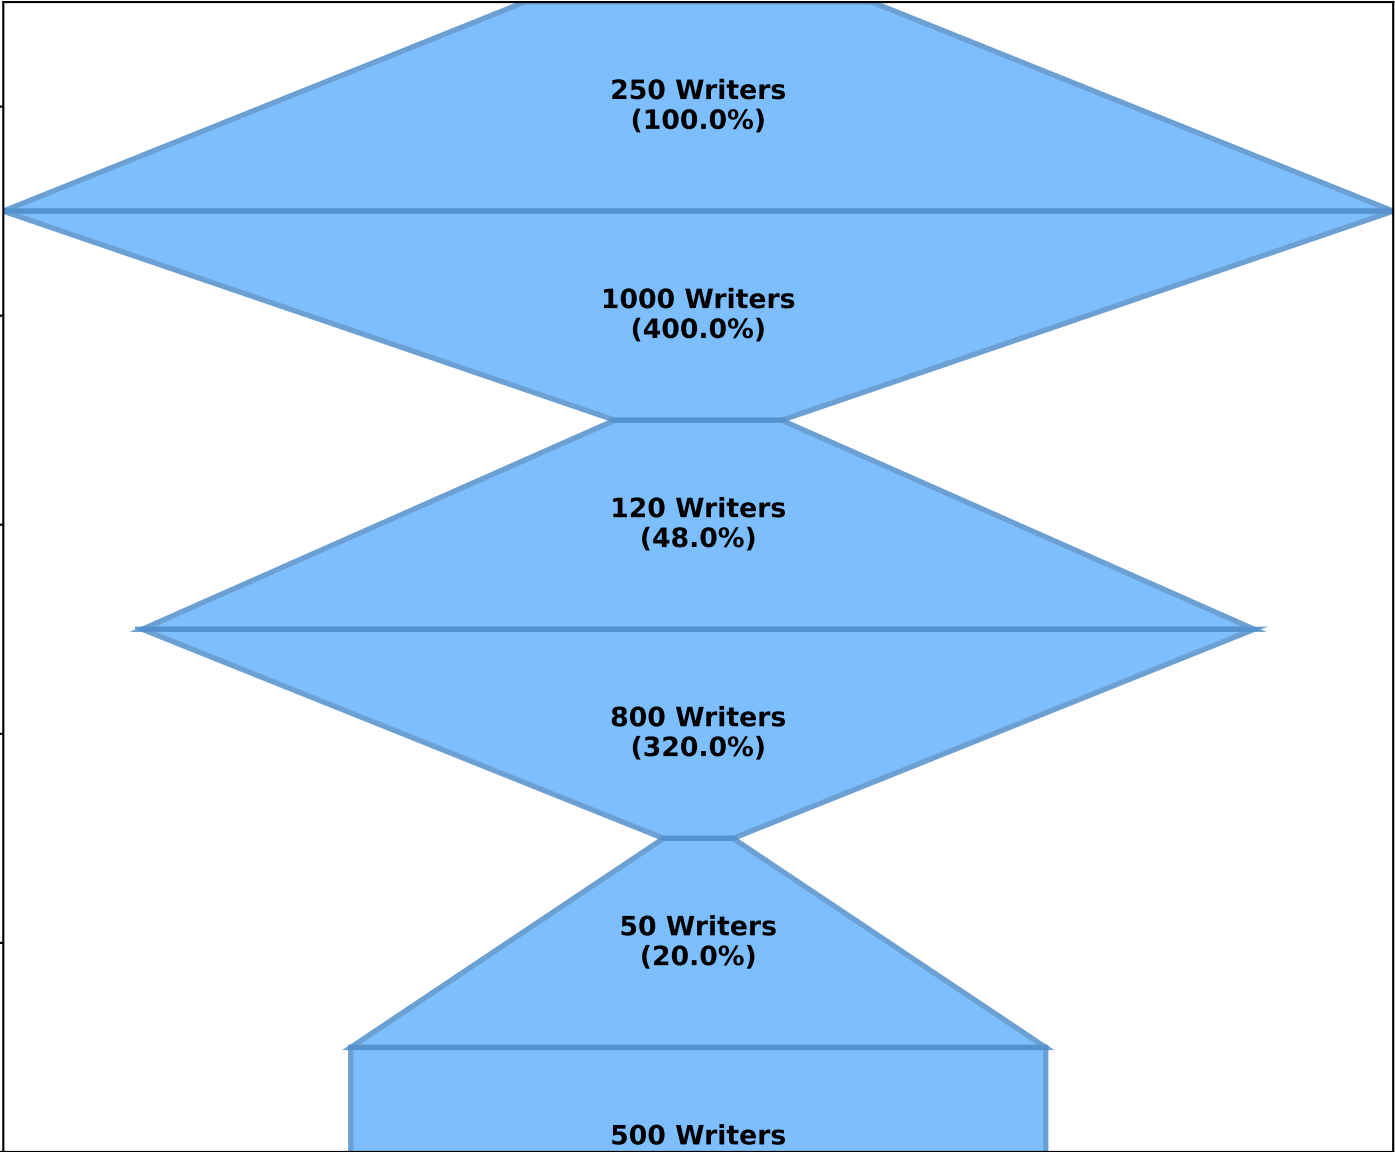 250 Writers
(100.0%)
1000 Writers
(400.0%)
120 Writers
(48.0%)
800 Writers
(320.0%)
50 Writers
(20.0%)
500 Writers